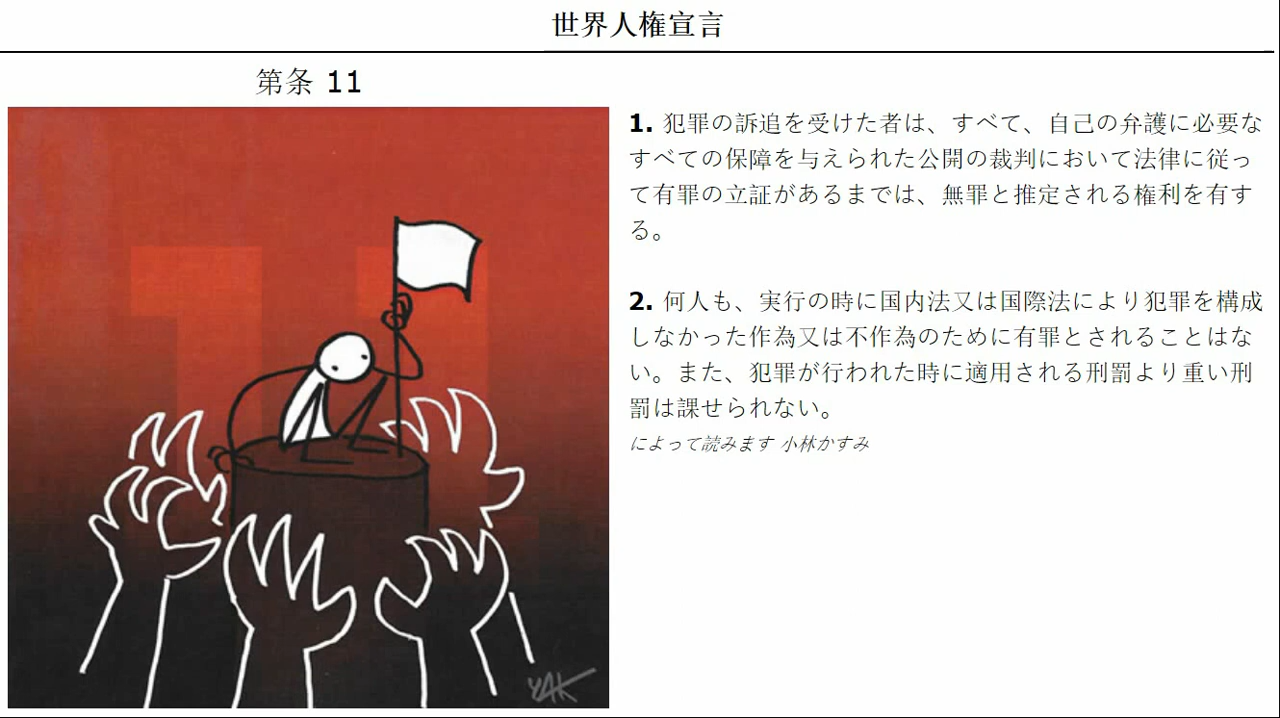 世界人権宣言
第条 11
1. 犯罪の訴追を受けた者は、すべて、自己の弁護に必要な
すべての保障を与えられた公開の裁判において法律に従っ
て有罪の立証があるまでは、無罪と推定される権利を有す
る。
2. 何人も、実行の時に国内法又は国際法により犯罪を構成
しなかった作為又は不作為のために有罪とされることはな
い。また、犯罪が行われた時に適用される刑罰より重い刑
罰は課せられない。
によって読みます 小林かすみ
11
YAK